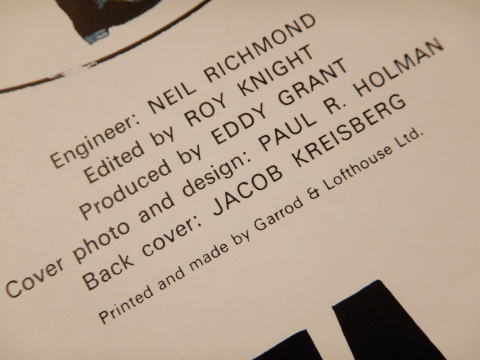 Engineer: NEIL RICHMOND
Edited by ROY KNIGHT
Produced by EDDY GRANT
Cover photo and design: PAUL R. HOLMAN
Back cover: JACOB KREISBERG
Printed and made by Garrod & Lofthouse Ltd.